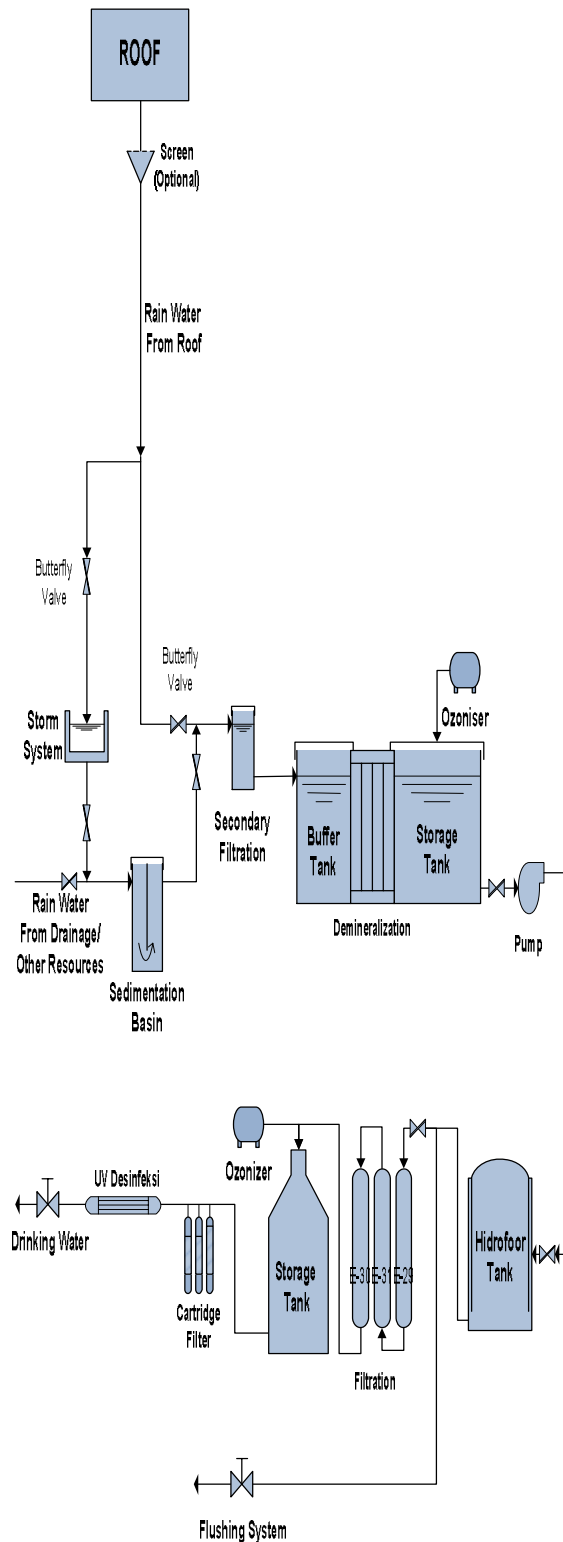 ROOF
Screen
(Optional)
Rain Water
From Roof
Butterfly
Valve
Butterfly
Valve
Ozoniser
Storm
System
Secondary
Filtration
Buffer
Tank
Storage
Tank
Demineralization
Pump
Rain Water
From Drainage/
Other Resources
Sedimentation
Basin
Ozonizer
UV Desinfeksi
Drinking Water
Cartridge
Filter
Storage
Tank
E-30
E-31
E-29
Filtration
Hidrofoor
Tank
Flushing System